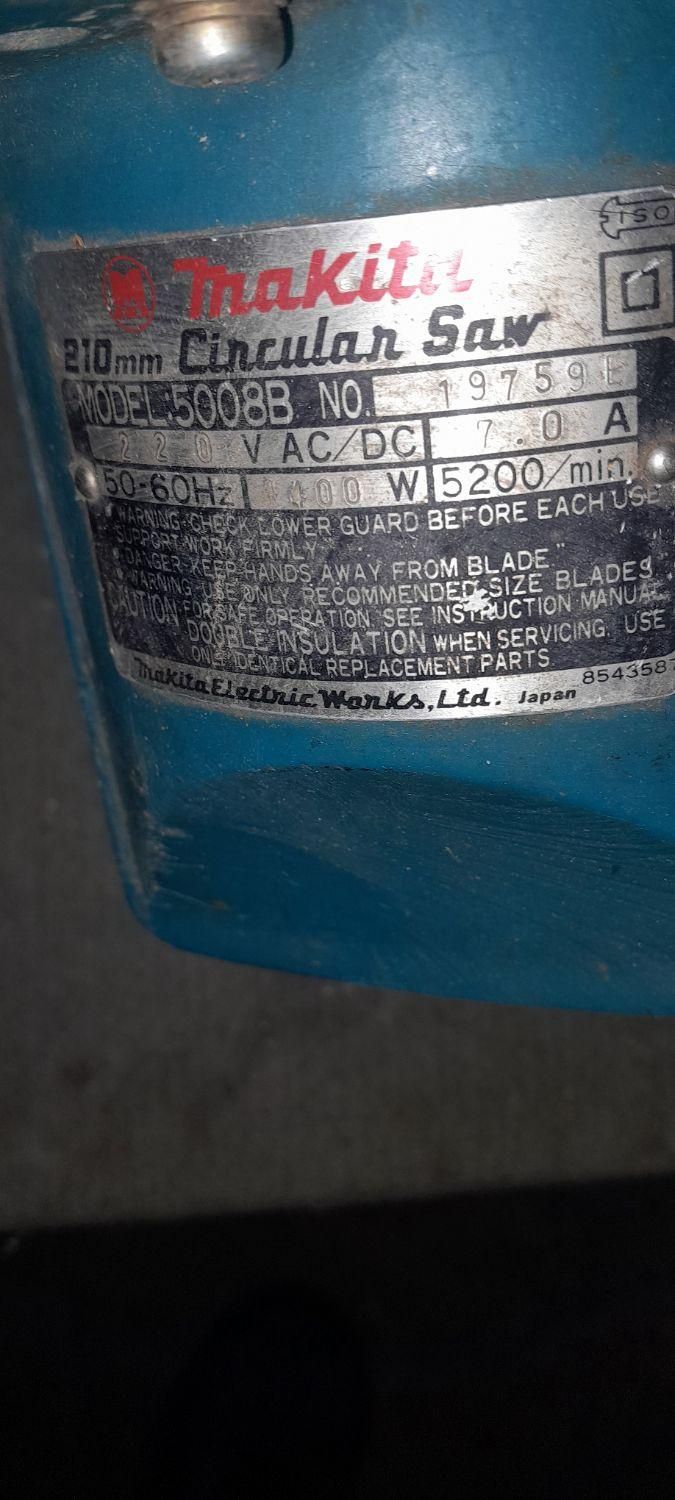 ISO
M Makita
210mm Circular Saw
MODEL:5008B NO. 19759E
220 V AC/DC 7.0 A
50-60Hz 1400 W 5200/min.
• WARNING-CHECK LOWER GUARD BEFORE EACH USE
SUPPORT WORK FIRMLY
• DANGER-KEEP HANDS AWAY FROM BLADE"
• WARNING-USE ONLY RECOMMENDED-SIZE BLADES
CAUTION FOR SAFE OPERATION SEE INSTRUCTION MANUAL
DOUBLE INSULATION WHEN SERVICING, USE
ONLY IDENTICAL REPLACEMENT PARTS
Makita Electric Works, Ltd. Japan 854358